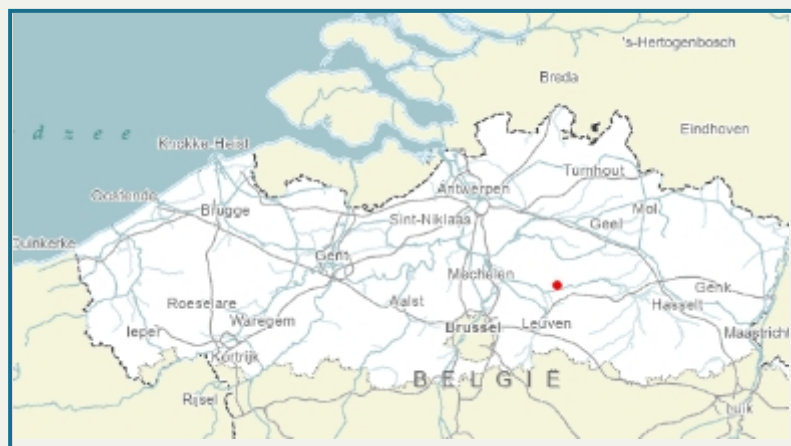 's-Hertogenbosch
Breda
d z e e
Eindhoven
Knokke-Heist
Turnhout
Antwerpen
Oostende
Mol
Brugge
Sint-Niklaas
Geel
Duinkerke
Gent
Mechelen
Genk
Roeselare
Aalst
Hasselt
Ieper
Waregem
Brussel
Leuven
Maastricht
Kortrijk
BELGIË
Rijsel
Luik